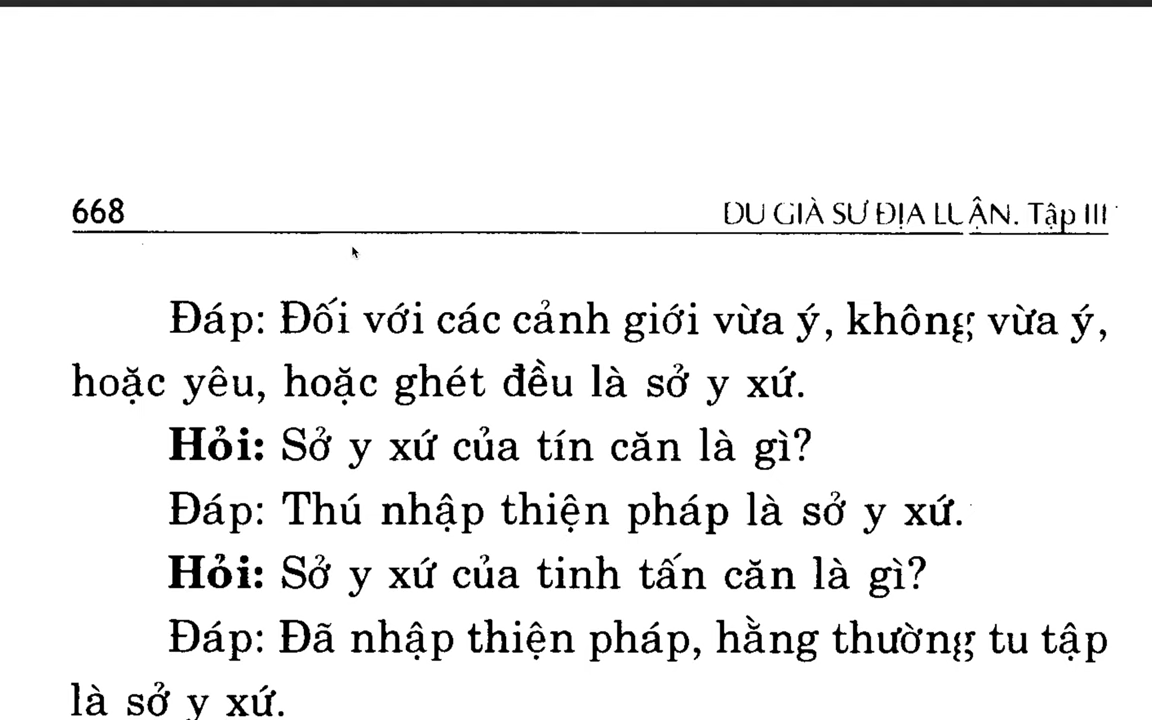 668
DU GIÀ SƯ ĐỊA LUẬN. Tập III
Đáp: Đối với các cảnh giới vừa ý, không vừa ý,
hoặc yêu, hoặc ghét đều là sở y xứ.
Hỏi: Sở y xứ của tín căn là gì?
Đáp: Thú nhập thiện pháp là sở y xứ.
Hỏi: Sở y xứ của tinh tấn căn là gì?
Đáp: Đã nhập thiện pháp, hằng thường tu tập
là sở y xứ.